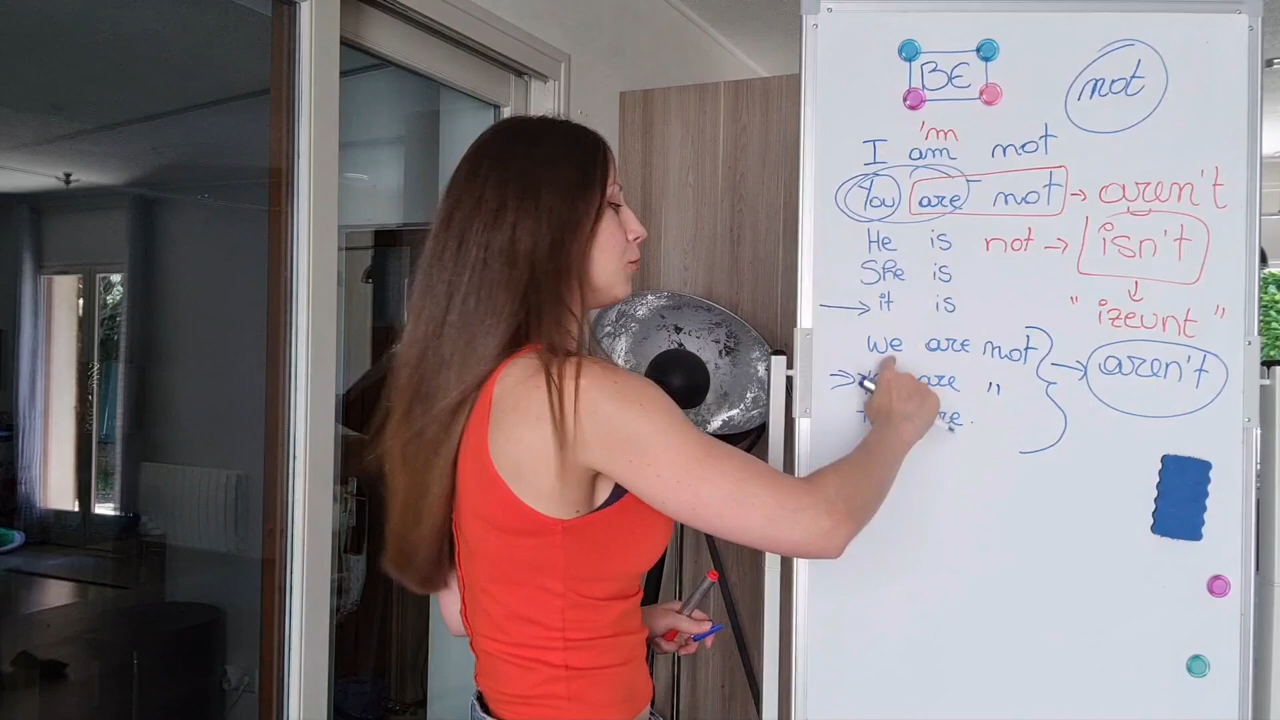 BE
not
'm
I am not
You are not → aren't
He is not → isn't
She is
→ it is
" izeunt "
we are not → aren't
are "